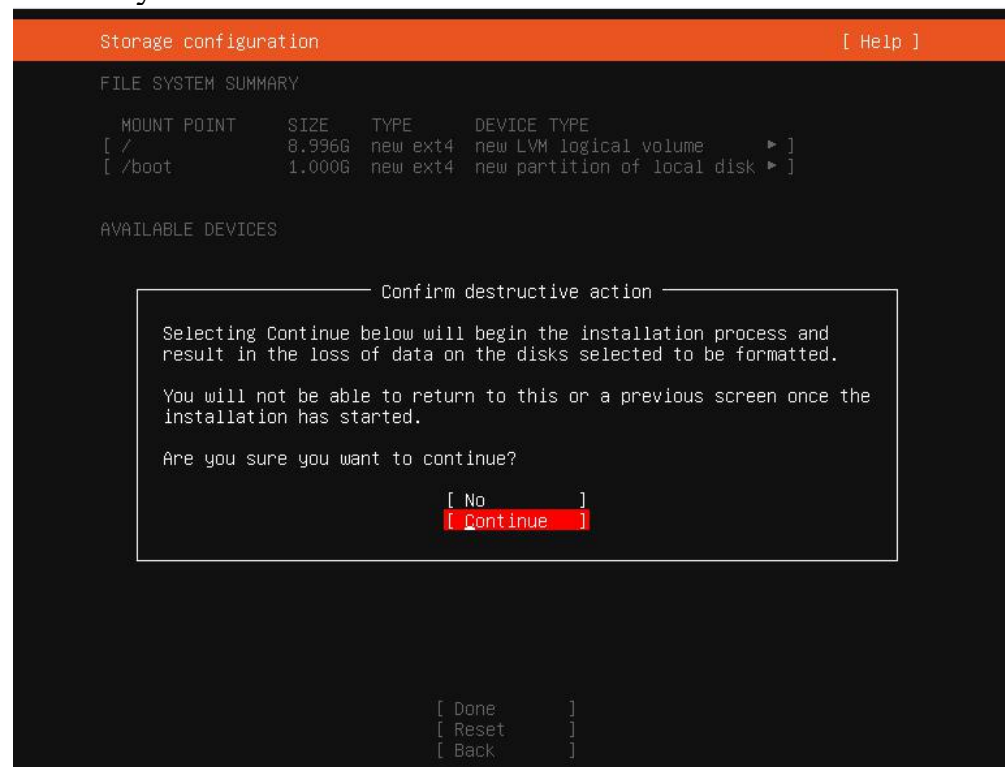 Storage configuration [ Help ]
FILE SYSTEM SUMMARY
MOUNT POINT SIZE TYPE DEVICE TYPE
[ / 8.996G new ext4 new LVM logical volume ► ]
[ /boot 1.000G new ext4 new partition of local disk ► ]
AVAILABLE DEVICES
Confirm destructive action
Selecting Continue below will begin the installation process and
result in the loss of data on the disks selected to be formatted.
You will not be able to return to this or a previous screen once the
installation has started.
Are you sure you want to continue?
[ No ]
[ Continue ]
[ Done ]
[ Reset ]
[ Back ]